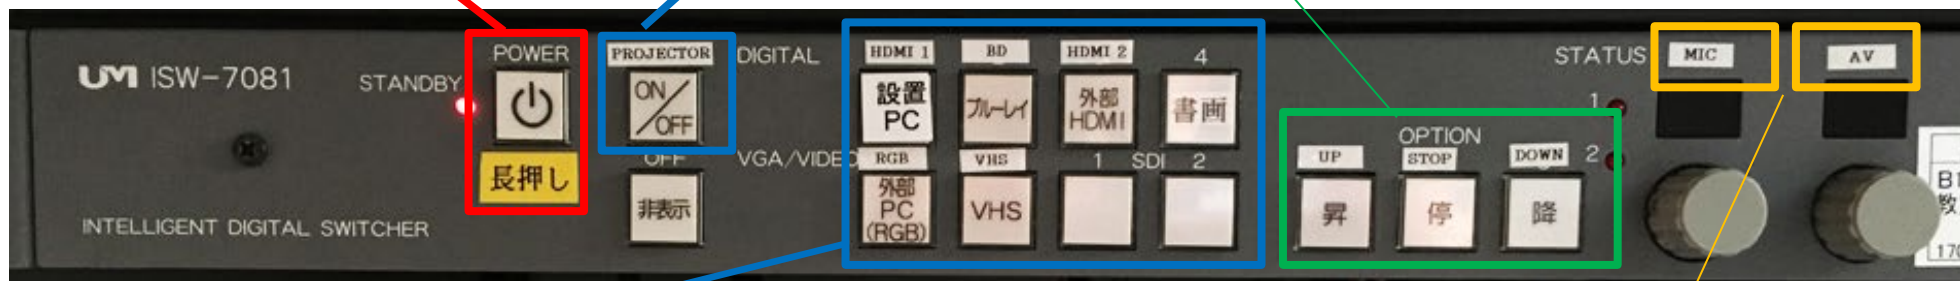 UM ISW-7081
INTELLIGENT DIGITAL SWITCHER
STANDBY
POWER
長押し
PROJECTOR
ON/OFF
OFF
非表示
DIGITAL
HDMI 1
設置
PC
BD
ブルーレイ
HDMI 2
外部
HDMI
4
書画
VGA/VIDEO
RGB
外部
PC
(RGB)
VHS
VHS
1 SDI 2
OPTION
UP
昇
STOP
停
DOWN
降
STATUS
1
2
MIC
AV
B1
教
170